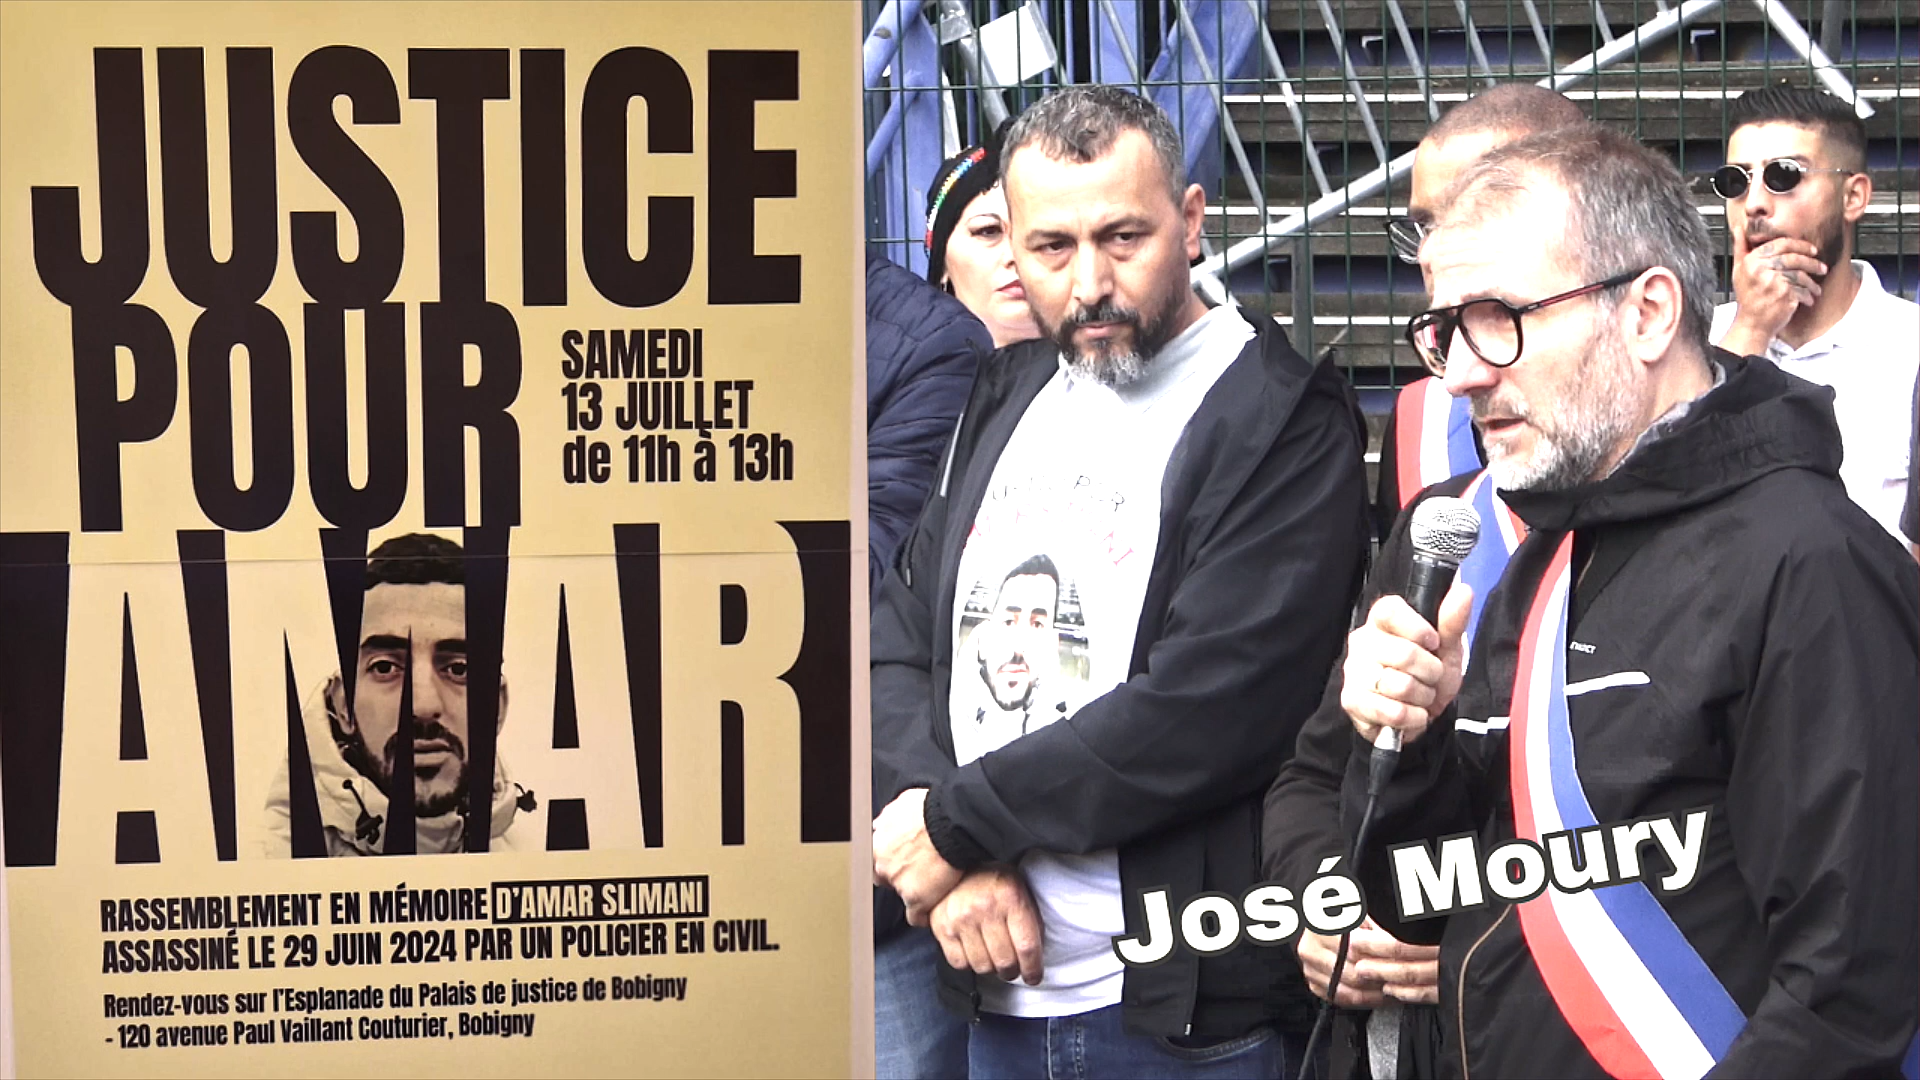 JUSTICE
POUR
SAMEDI
13 JUILLET
de 11h à 13h
AMAR
RASSEMBLEMENT EN MÉMOIRE D'AMAR SLIMANI
ASSASSINÉ LE 29 JUIN 2024 PAR UN POLICIER EN CIVIL.
Rendez-vous sur l'Esplanade du Palais de justice de Bobigny
- 120 avenue Paul Vaillant Couturier, Bobigny
José Moury